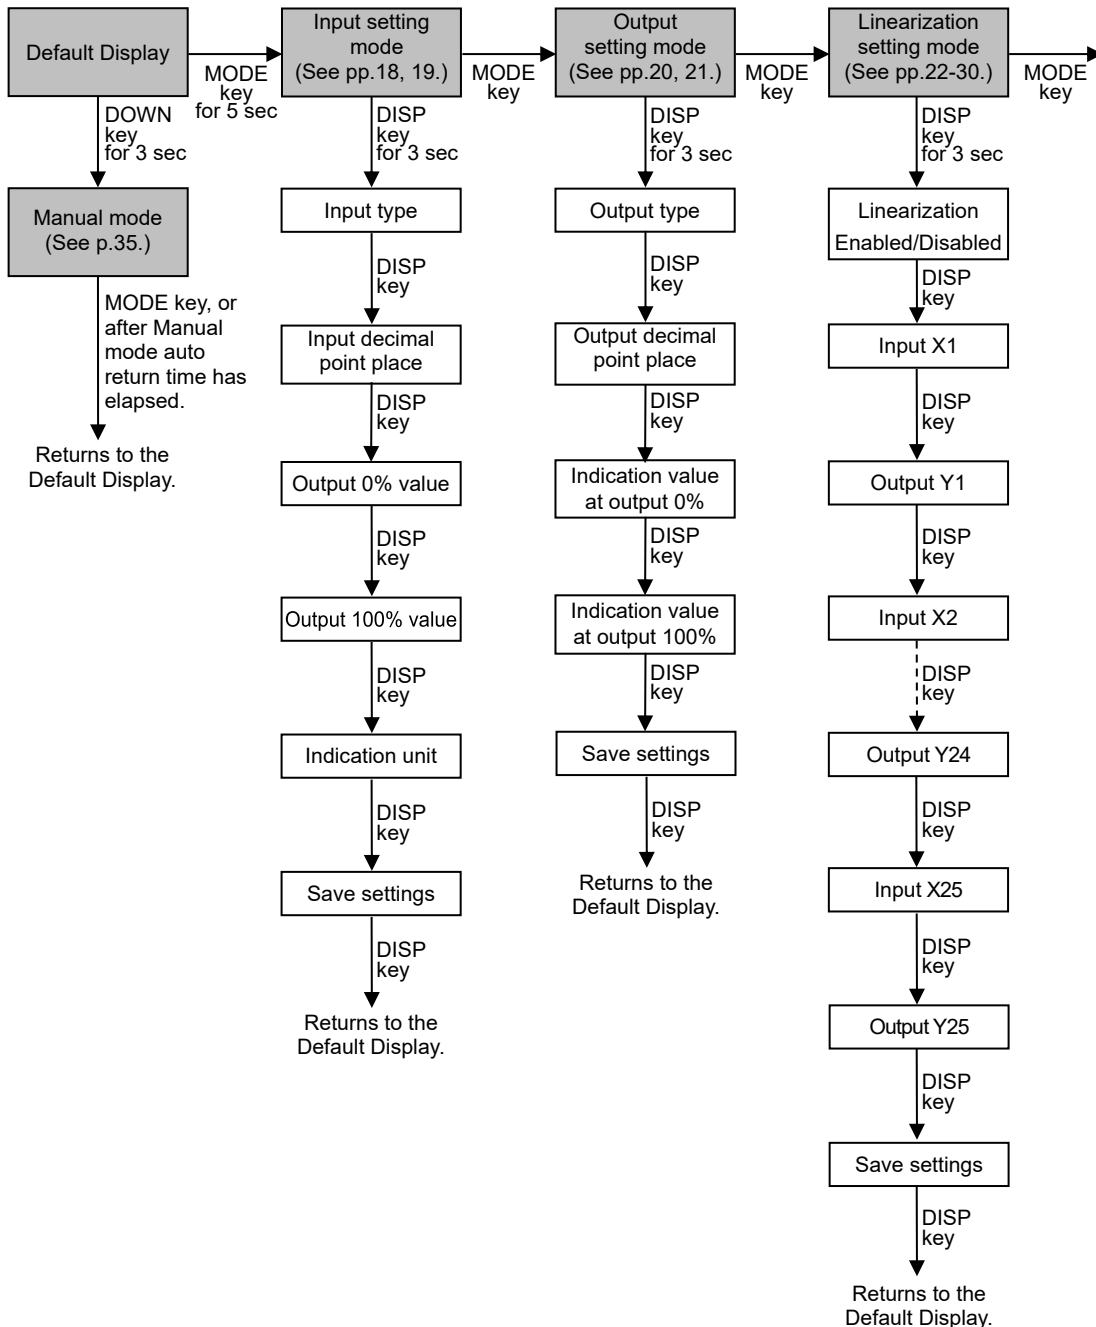 Default Display
MODE
key
for 5 sec
DOWN
key
for 3 sec
Manual mode
(See p.35.)
MODE key, or
after Manual
mode auto
return time has
elapsed.
Returns to the
Default Display.
Input setting
mode
(See pp.18, 19.)
MODE
key
DISP
key
for 3 sec
Input type
DISP
key
Input decimal
point place
DISP
key
Output 0% value
DISP
key
Output 100% value
DISP
key
Indication unit
DISP
key
Save settings
DISP
key
Returns to the
Default Display.
Output
setting mode
(See pp.20, 21.)
MODE
key
DISP
key
for 3 sec
Output type
DISP
key
Output decimal
point place
DISP
key
Indication value
at output 0%
DISP
key
Indication value
at output 100%
DISP
key
Save settings
DISP
key
Returns to the
Default Display.
Linearization
setting mode
(See pp.22-30.)
MODE
key
DISP
key
for 3 sec
Linearization
Enabled/Disabled
DISP
key
Input X1
DISP
key
Output Y1
DISP
key
Input X2
DISP
key
Output Y24
DISP
key
Input X25
DISP
key
Output Y25
DISP
key
Save settings
DISP
key
Returns to the
Default Display.